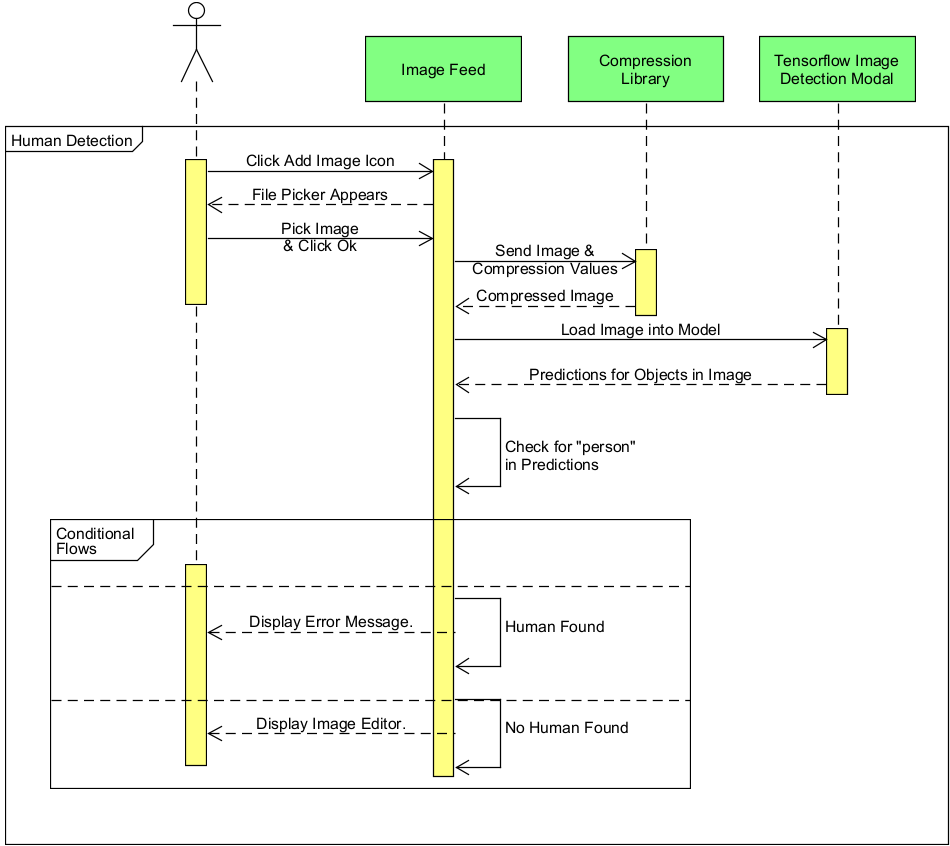 Image Feed
Compression
Library
Tensorflow Image
Detection Modal
Human Detection
Click Add Image Icon
File Picker Appears
Pick Image
& Click Ok
Send Image &
Compression Values
Compressed Image
Load Image into Model
Predictions for Objects in Image
Check for "person"
in Predictions
Conditional
Flows
Display Error Message.
Human Found
Display Image Editor.
No Human Found